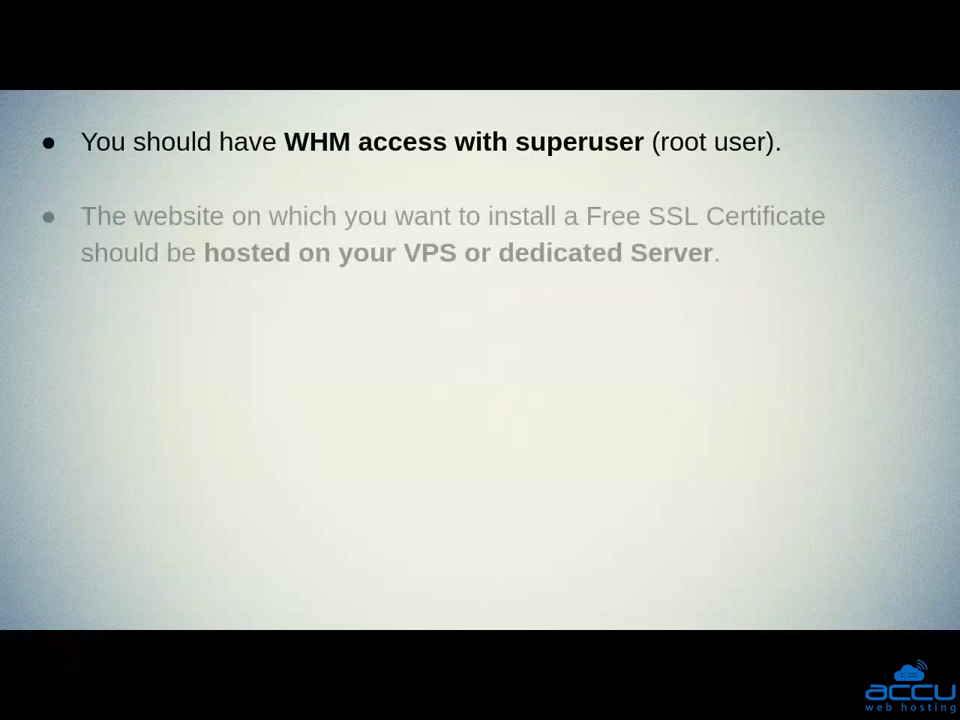 ● You should have WHM access with superuser (root user).
● The website on which you want to install a Free SSL Certificate
should be hosted on your VPS or dedicated Server.
accu
web hosting